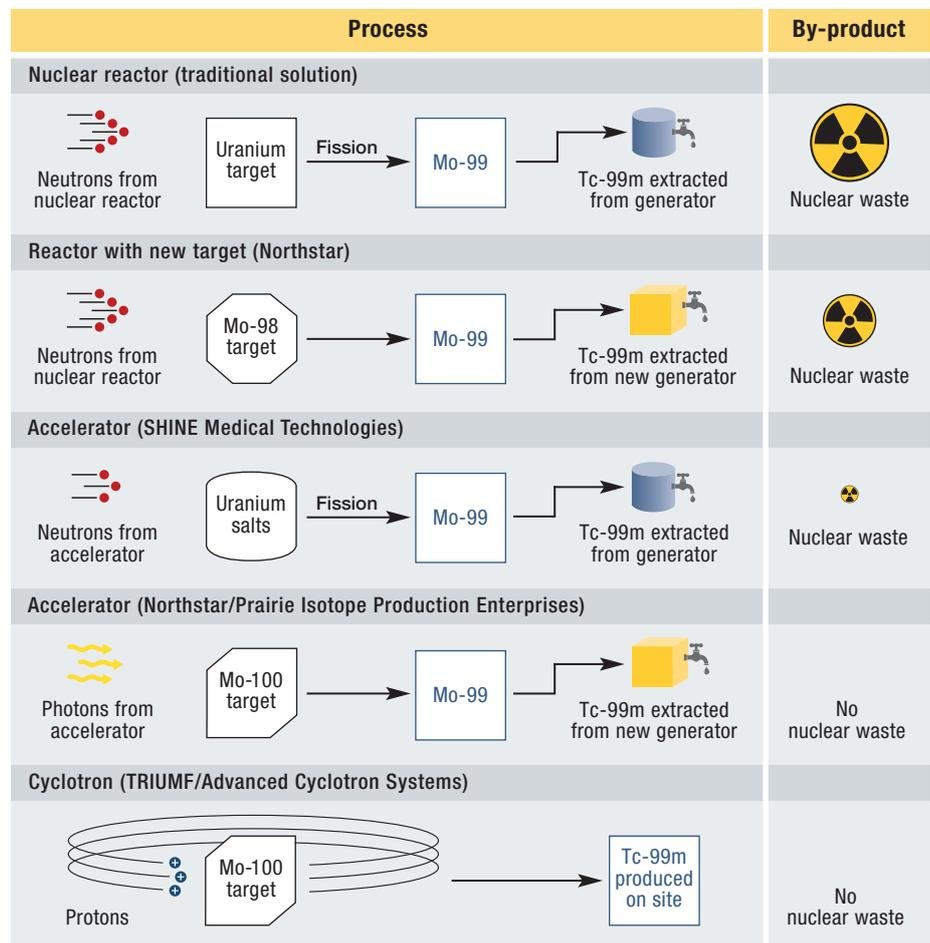 Process
By-product
Nuclear reactor (traditional solution)
Neutrons from
nuclear reactor
Uranium
target
Fission
Mo-99
Tc-99m extracted
from generator
Nuclear waste
Reactor with new target (Northstar)
Neutrons from
nuclear reactor
Mo-98
target
Mo-99
Tc-99m extracted
from new generator
Nuclear waste
Accelerator (SHINE Medical Technologies)
Neutrons from
accelerator
Uranium
salts
Fission
Mo-99
Tc-99m extracted
from generator
Nuclear waste
Accelerator (Northstar/Prairie Isotope Production Enterprises)
Photons from
accelerator
Mo-100
target
Mo-99
Tc-99m extracted
from new generator
No
nuclear waste
Cyclotron (TRIUMF/Advanced Cyclotron Systems)
Protons
+
+
+
Mo-100
target
Tc-99m
produced
on site
No
nuclear waste